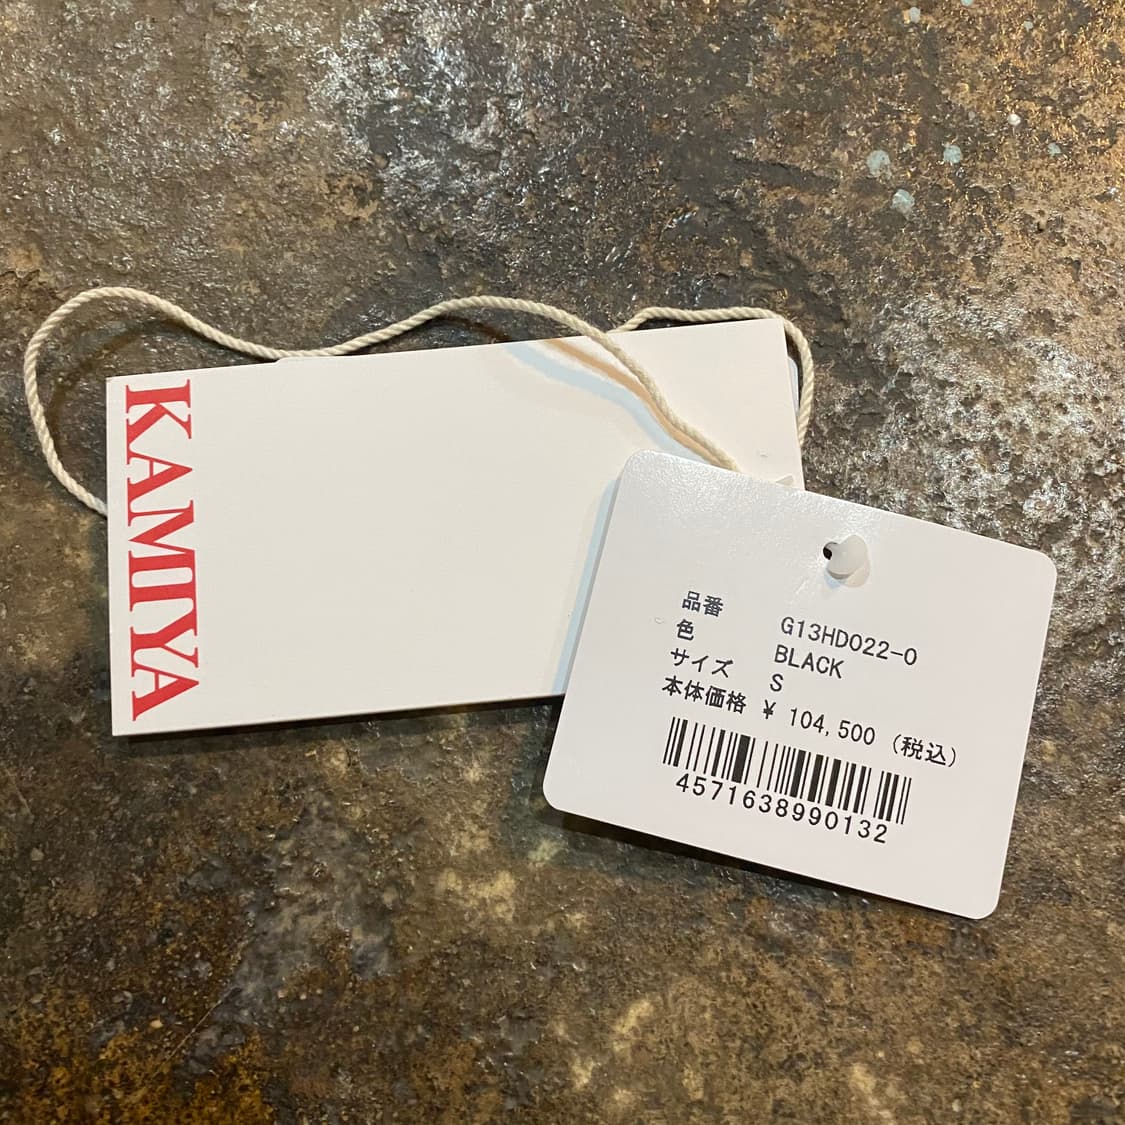 KAMIYA
品番 G13HD022-0
色 BLACK
サイズ S
本体価格 ¥ 104,500 (税込)
4571638990132